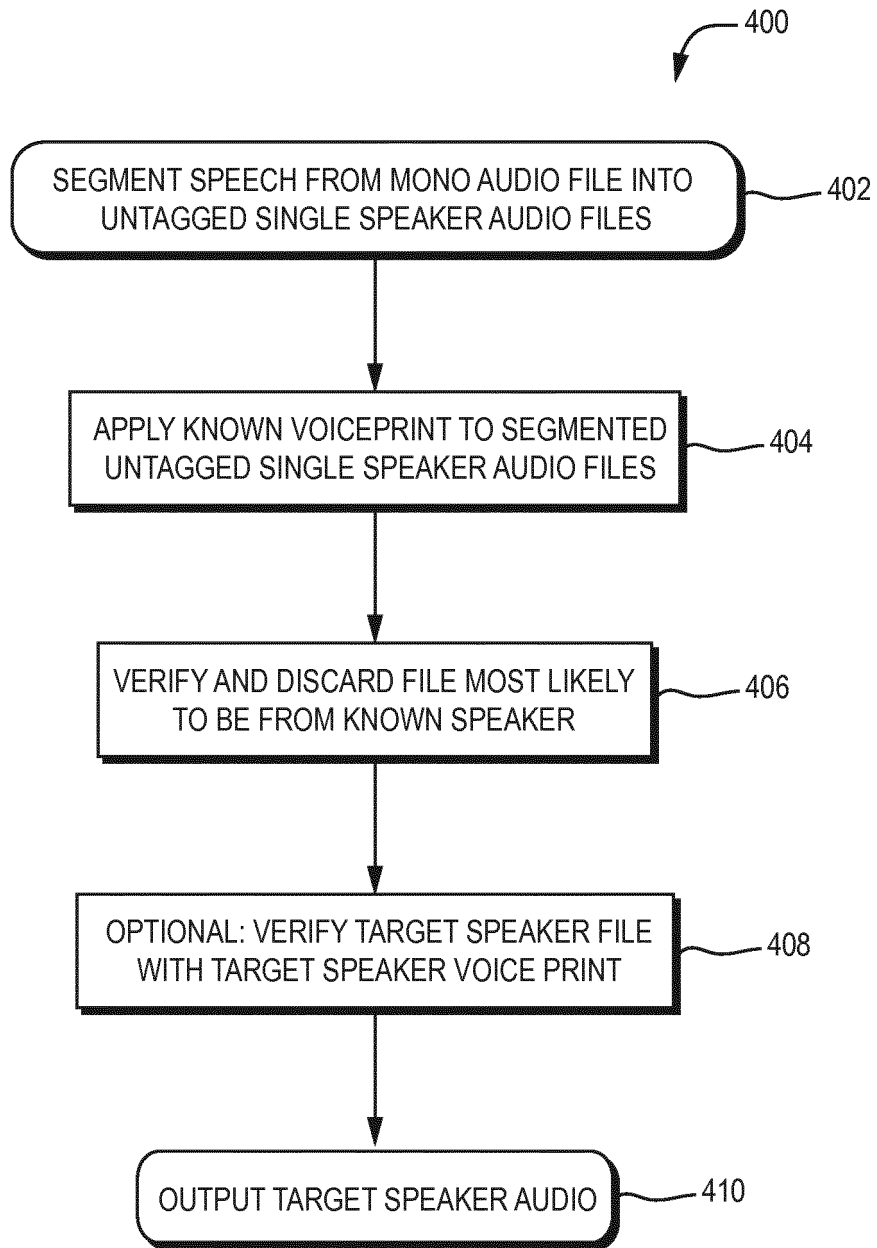 400
SEGMENT SPEECH FROM MONO AUDIO FILE INTO
UNTAGGED SINGLE SPEAKER AUDIO FILES
402
APPLY KNOWN VOICEPRINT TO SEGMENTED
UNTAGGED SINGLE SPEAKER AUDIO FILES
404
VERIFY AND DISCARD FILE MOST LIKELY
TO BE FROM KNOWN SPEAKER
406
OPTIONAL: VERIFY TARGET SPEAKER FILE
WITH TARGET SPEAKER VOICE PRINT
408
OUTPUT TARGET SPEAKER AUDIO
410